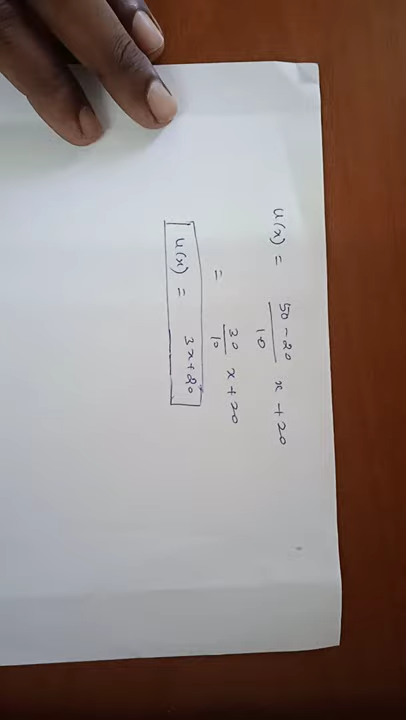 u(x) = 50 - 20 / 10 x + 20
= 30 / 10 x + 20
u(x) = 3x + 20